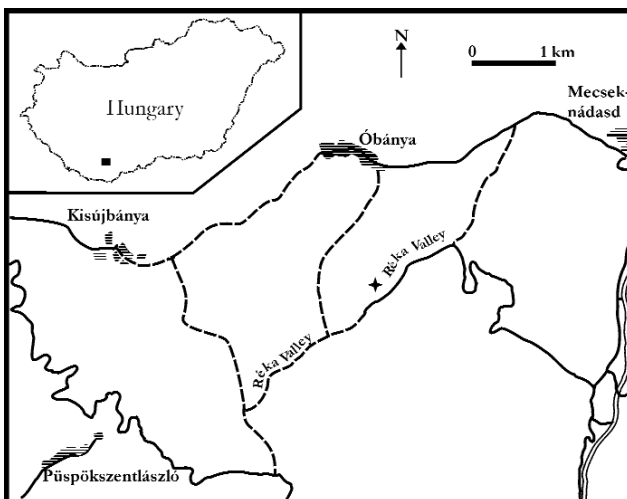 Hungary
N
0 1 km
Mecsek-
nádasd
Óbánya
Kisújbánya
Réka Valley
Réka Valley
Püspökszentlászló